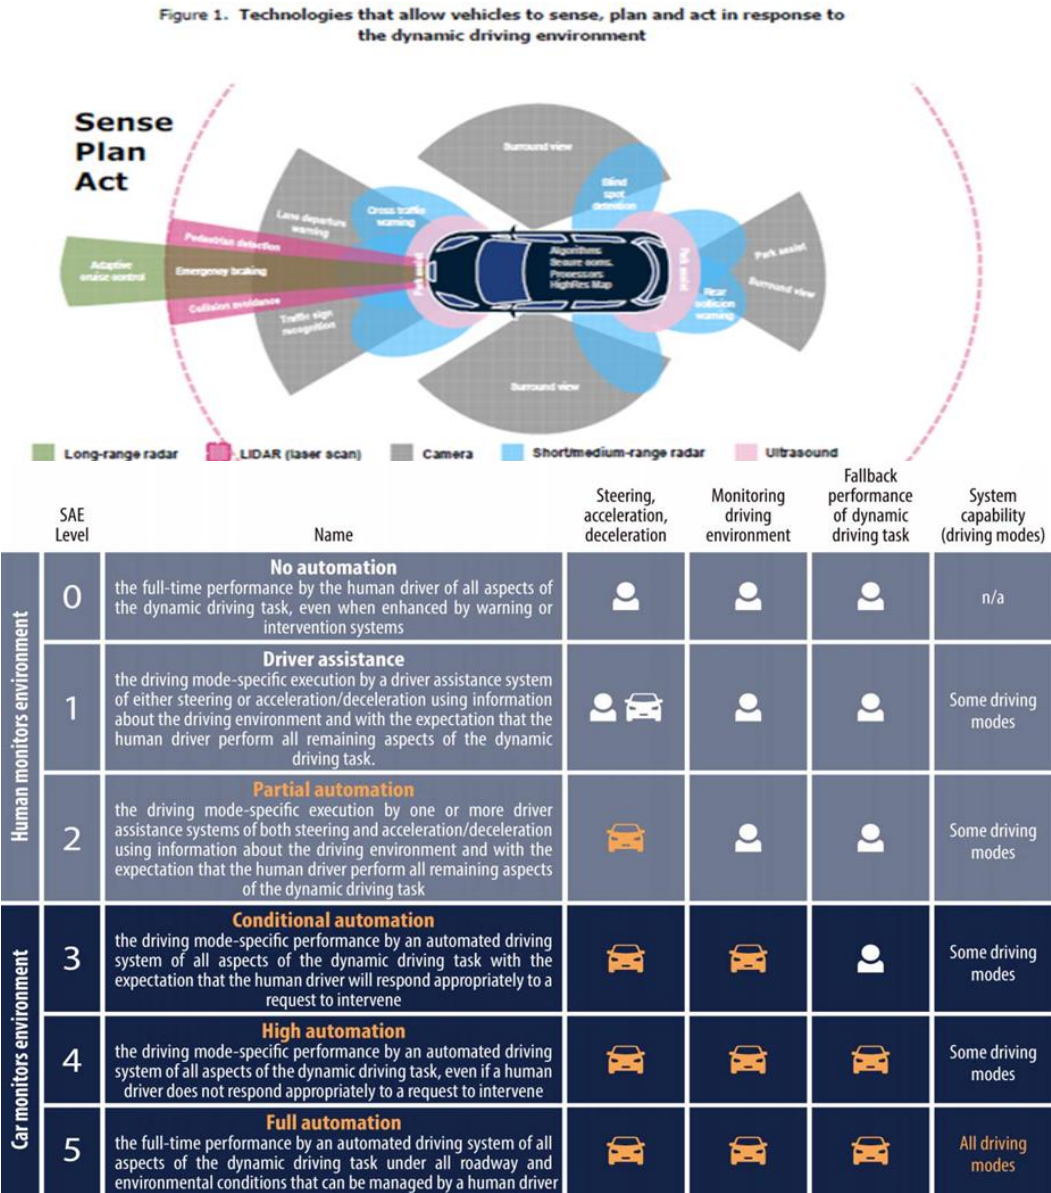 Figure 1. Technologies that allow vehicles to sense, plan and act in response to
the dynamic driving environment
Sense
Plan
Act
Surround view
Blind
spot
detection
Lane departure
warning
Cross traffic
warning
Pedestrian detection
Adaptive
cruise control
Emergency braking
Collision avoidance
Traffic sign
recognition
Park assist
Algorithms
Secure coms.
Processors
HighRes Map
Park assist
Park assist
Surround view
Rear
collision
warning
Surround view
Long-range radar
LIDAR (laser scan)
Camera
Short/medium-range radar
Ultrasound
SAE
Level
Name
Steering,
acceleration,
deceleration
Monitoring
driving
environment
Fallback
performance
of dynamic
driving task
System
capability
(driving modes)
Human monitors environment
0
No automation
the full-time performance by the human driver of all aspects of
the dynamic driving task, even when enhanced by warning or
intervention systems
n/a
1
Driver assistance
the driving mode-specific execution by a driver assistance system
of either steering or acceleration/deceleration using information
about the driving environment and with the expectation that the
human driver perform all remaining aspects of the dynamic
driving task.
Some driving
modes
2
Partial automation
the driving mode-specific execution by one or more driver
assistance systems of both steering and acceleration/deceleration
using information about the driving environment and with the
expectation that the human driver perform all remaining aspects
of the dynamic driving task
Some driving
modes
Car monitors environment
3
Conditional automation
the driving mode-specific performance by an automated driving
system of all aspects of the dynamic driving task with the
expectation that the human driver will respond appropriately to a
request to intervene
Some driving
modes
4
High automation
the driving mode-specific performance by an automated driving
system of all aspects of the dynamic driving task, even if a human
driver does not respond appropriately to a request to intervene
Some driving
modes
5
Full automation
the full-time performance by an automated driving system of all
aspects of the dynamic driving task under all roadway and
environmental conditions that can be managed by a human driver
All driving
modes